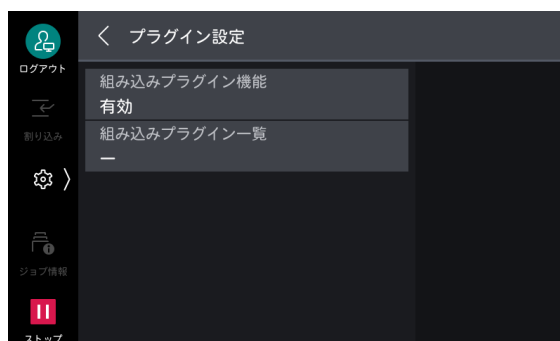 プラグイン設定
ログアウト
組み込みプラグイン機能
有効
割り込み
組み込みプラグイン一覧
—
ジョブ情報
ストップ